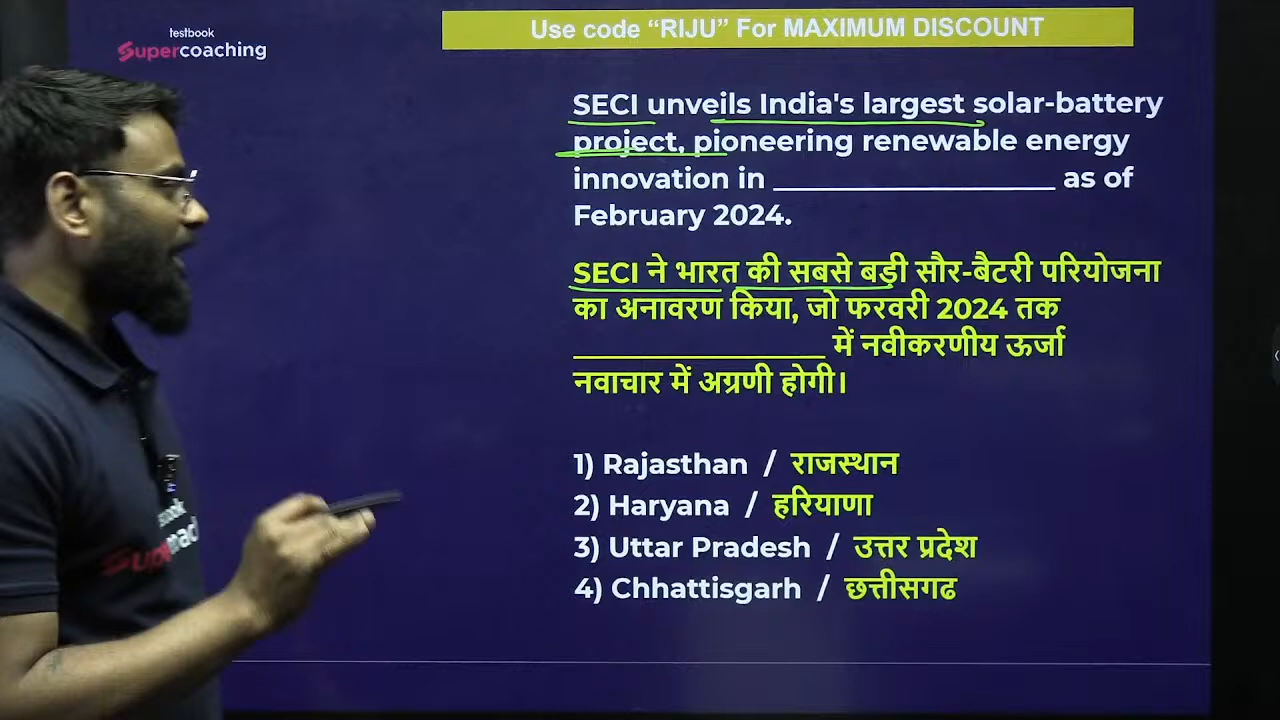 testbook
Supercoaching
Use code “RIJU” For MAXIMUM DISCOUNT
SECI unveils India's largest solar-battery
project, pioneering renewable energy
innovation in ____________________ as of
February 2024.
SECI ने भारत की सबसे बड़ी सौर-बैटरी परियोजना
का अनावरण किया, जो फरवरी 2024 तक
__________________ में नवीकरणीय ऊर्जा
नवाचार में अग्रणी होगी।
1) Rajasthan / राजस्थान
2) Haryana / हरियाणा
3) Uttar Pradesh / उत्तर प्रदेश
4) Chhattisgarh / छत्तीसगढ